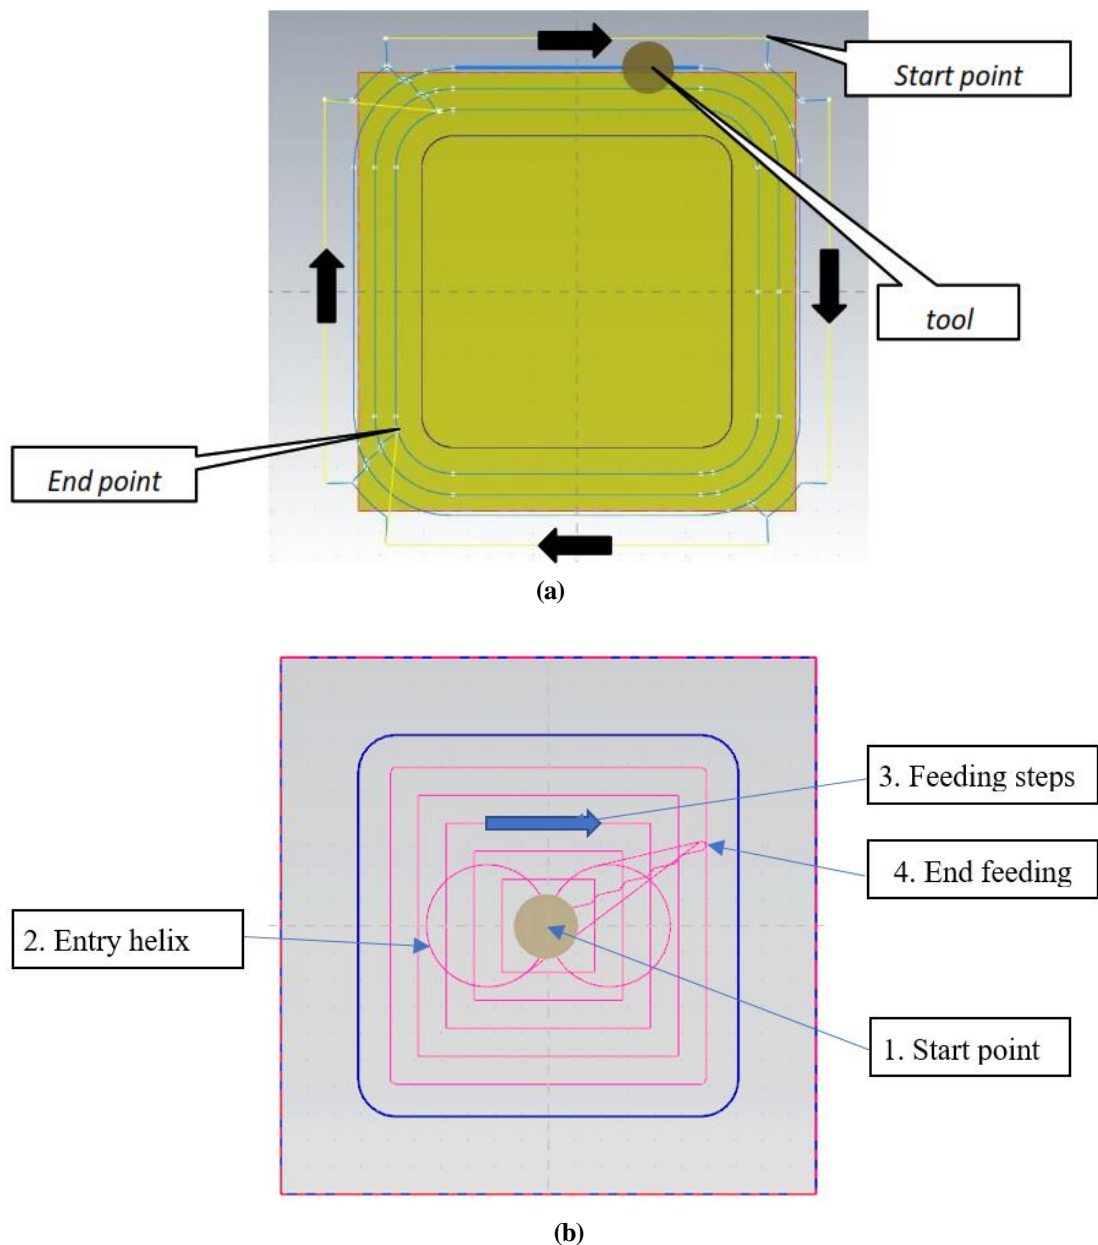 Start point
tool
End point
(a)
3. Feeding steps
4. End feeding
2. Entry helix
1. Start point
(b)